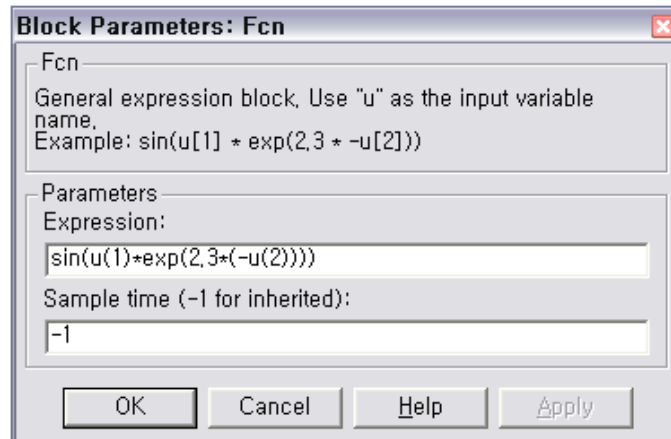 Block Parameters: Fcn
Fcn
General expression block, Use "u" as the input variable
name,
Example: sin(u[1] * exp(2,3 * -u[2]))
Parameters
Expression:
sin(u(1)*exp(2,3*(-u(2))))
Sample time (-1 for inherited):
-1
OK Cancel Help Apply